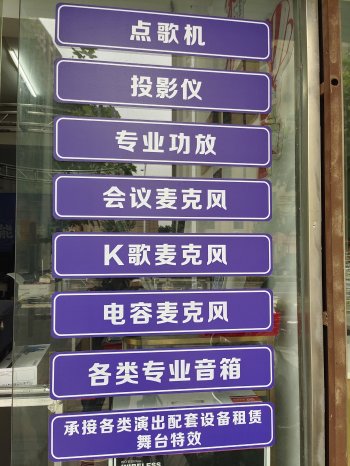 点歌机
投影仪
专业功放
会议麦克风
K歌麦克风
电容麦克风
各类专业音箱
承接各类演出配套设备租赁
舞台特效
WIRELESS